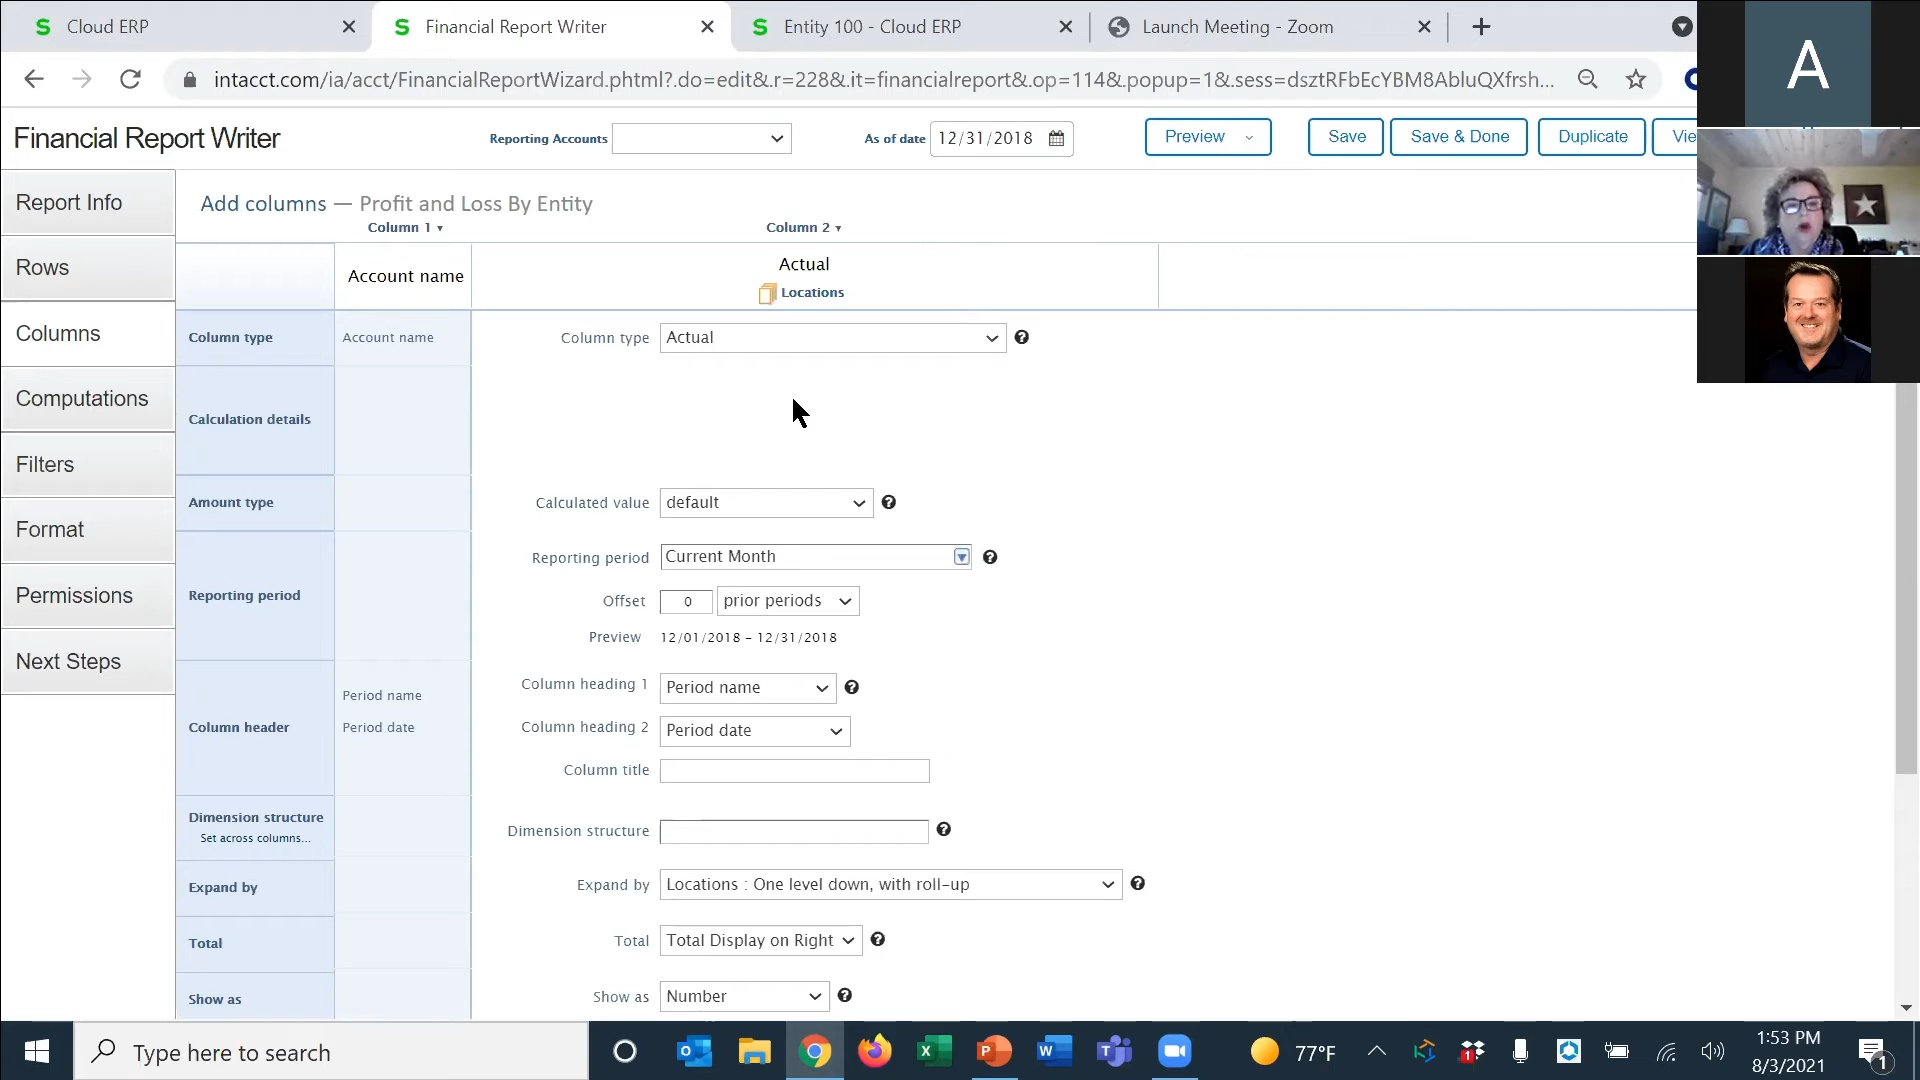 Cloud ERP
Financial Report Writer
Entity 100 - Cloud ERP
Launch Meeting - Zoom
intacct.com/ia/acct/FinancialReportWizard.phtml?.do=edit&.r=228&.it=financialreport&.op=114&.popup=1&.sess=dsztRFbEcYBM8AbluQXfrsh...
A
Financial Report Writer
Reporting Accounts
As of date
12/31/2018
Preview
Save
Save & Done
Duplicate
Vie
Report Info
Rows
Columns
Computations
Filters
Format
Permissions
Next Steps
Add columns — Profit and Loss By Entity
Column 1
Column 2
Account name
Actual
Locations
Column type
Account name
Column type
Actual
Calculation details
Amount type
Calculated value
default
Reporting period
Reporting period
Current Month
Offset
0
prior periods
Preview
12/01/2018 – 12/31/2018
Column header
Period name
Period date
Column heading 1
Period name
Column heading 2
Period date
Column title
Dimension structure
Set across columns...
Dimension structure
Expand by
Expand by
Locations : One level down, with roll-up
Total
Total
Total Display on Right
Show as
Show as
Number
Type here to search
77°F
1
1:53 PM
8/3/2021
1